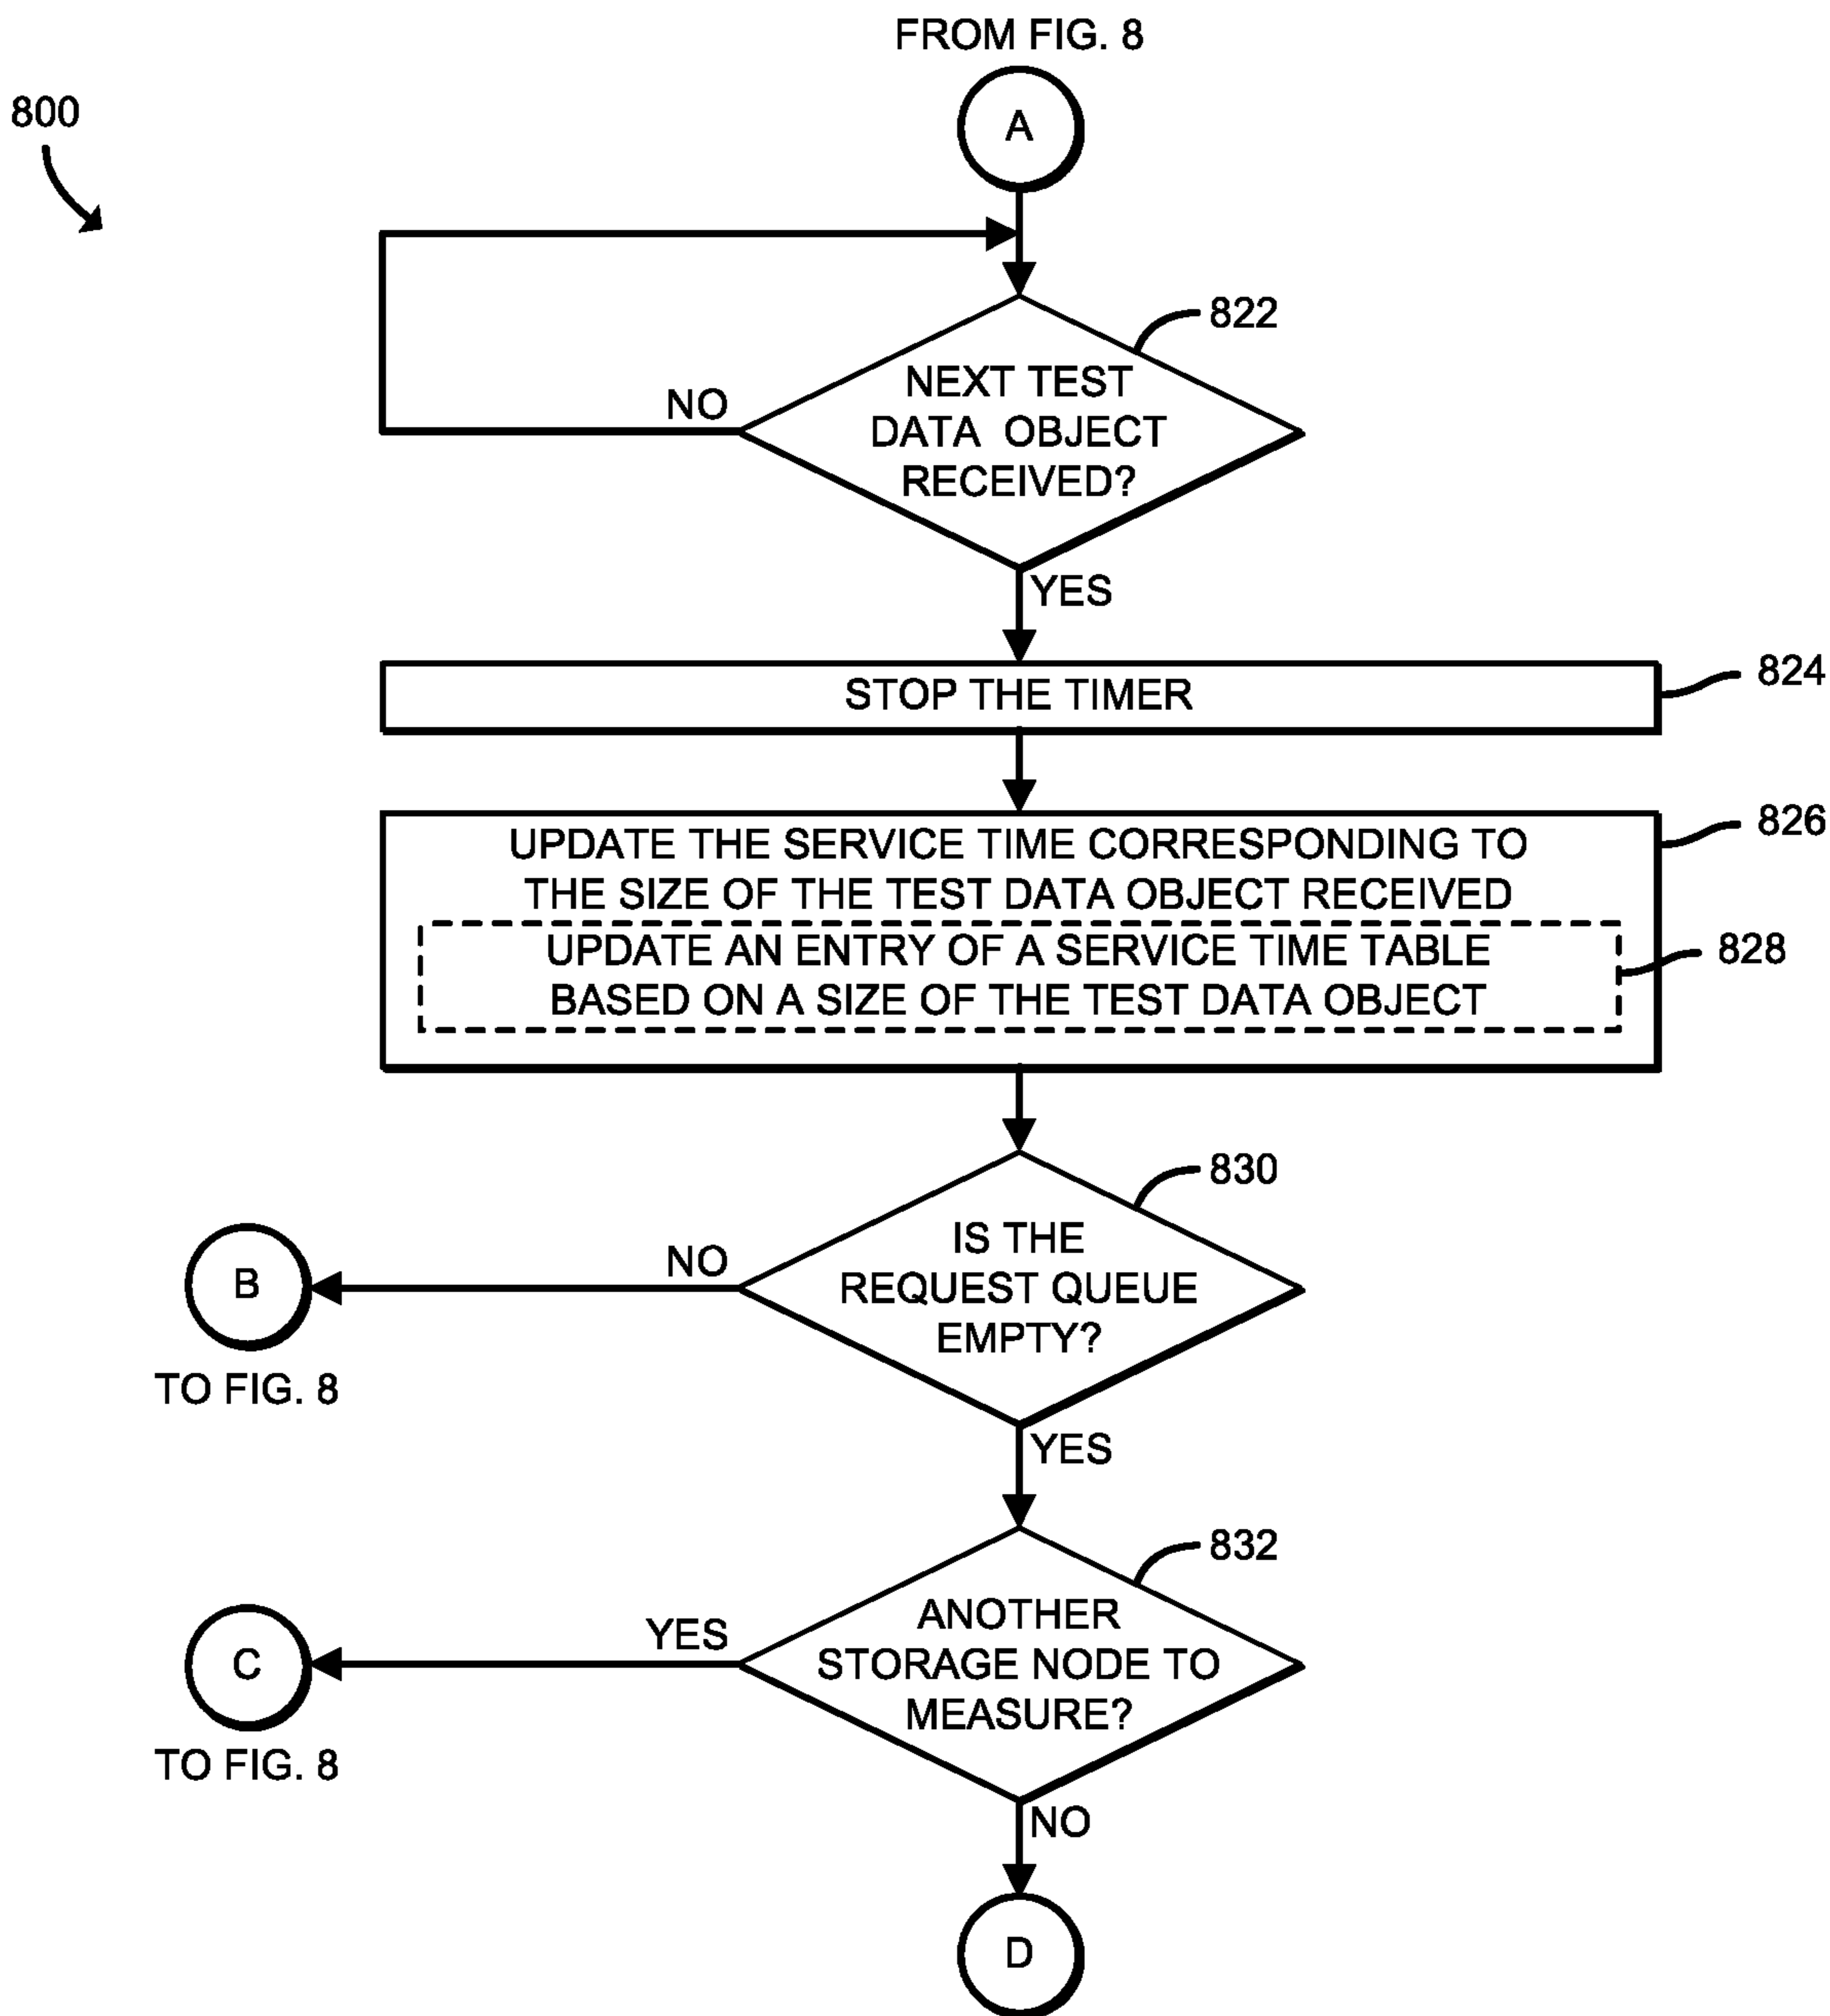 FROM FIG. 8
800
A
822
NEXT TEST
DATA OBJECT
RECEIVED?
NO
YES
STOP THE TIMER
824
UPDATE THE SERVICE TIME CORRESPONDING TO
THE SIZE OF THE TEST DATA OBJECT RECEIVED
826
UPDATE AN ENTRY OF A SERVICE TIME TABLE
BASED ON A SIZE OF THE TEST DATA OBJECT
828
830
IS THE
REQUEST QUEUE
EMPTY?
NO
B
TO FIG. 8
YES
832
ANOTHER
STORAGE NODE TO
MEASURE?
YES
C
TO FIG. 8
NO
D